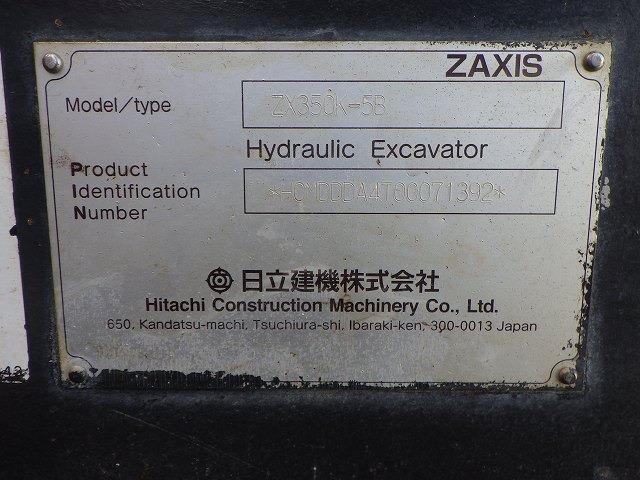 ZAXIS
Model/type
ZX350K-5B
Hydraulic Excavator
Product
Identification
Number
*HCMDDDA4T00071392*
日立建機株式会社
Hitachi Construction Machinery Co., Ltd.
650, Kandatsu-machi, Tsuchiura-shi, Ibaraki-ken, 300-0013 Japan